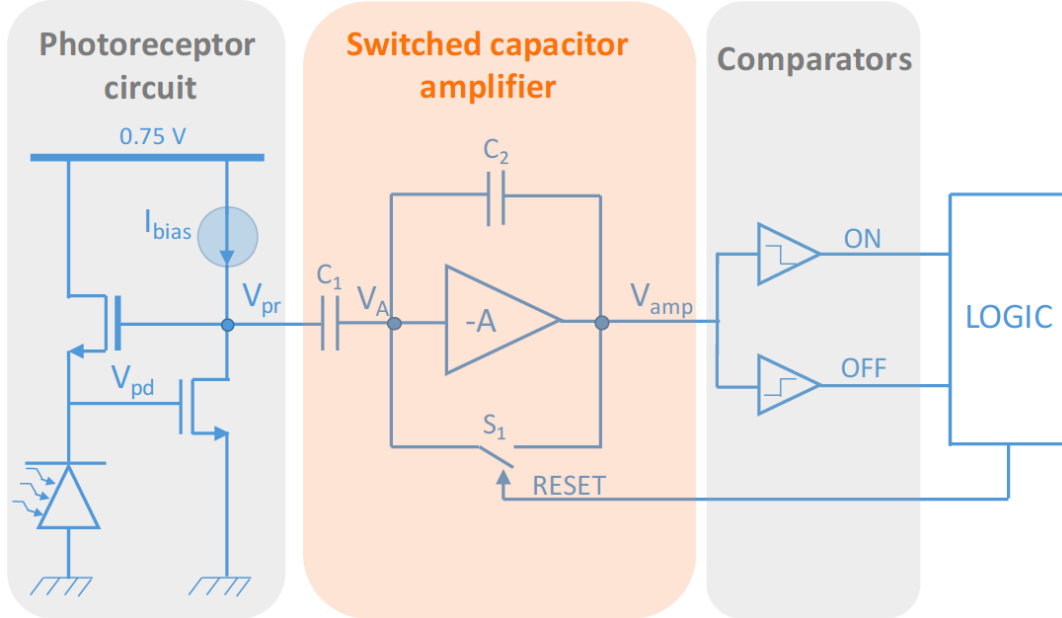 Photoreceptor
circuit
Switched capacitor
amplifier
Comparators
0.75 V
C2
Ibias
ON
C1
Vpr
VA
Vamp
-A
LOGIC
Vpd
OFF
S1
RESET